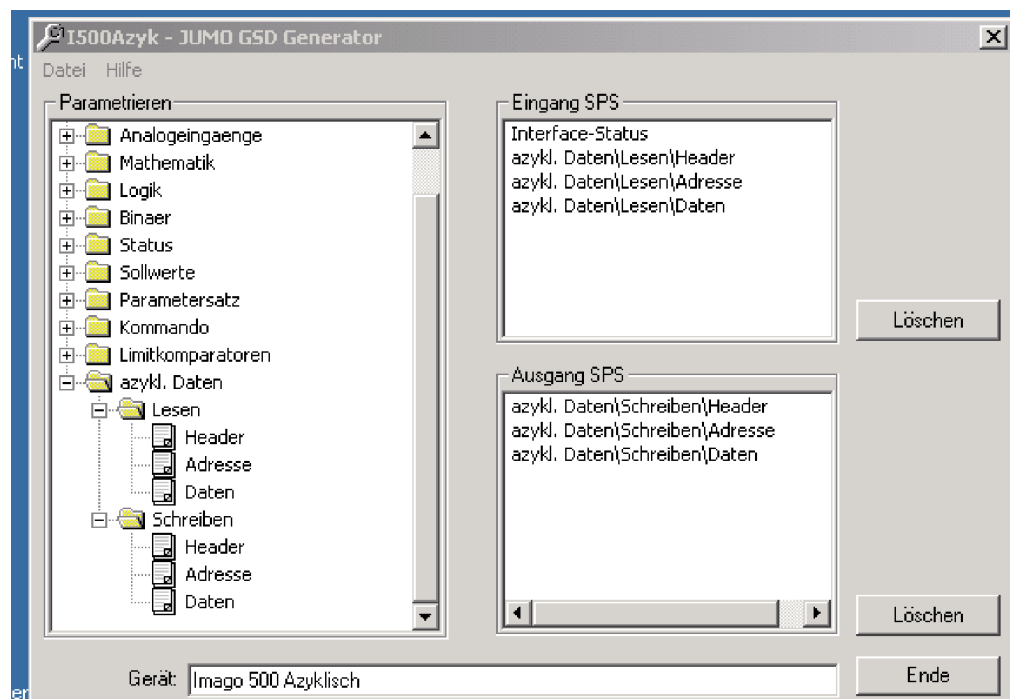 I500Azyk - JUMO GSD Generator
Datei Hilfe
Parametrieren
Analogeingaenge
Mathematik
Logik
Binaer
Status
Sollwerte
Parametersatz
Kommando
Limitkomparatoren
azykl. Daten
Lesen
Header
Adresse
Daten
Schreiben
Header
Adresse
Daten
Eingang SPS
Interface-Status
azykl. Daten\Lesen\Header
azykl. Daten\Lesen\Adresse
azykl. Daten\Lesen\Daten
Löschen
Ausgang SPS
azykl. Daten\Schreiben\Header
azykl. Daten\Schreiben\Adresse
azykl. Daten\Schreiben\Daten
Löschen
Gerät: Imago 500 Azyklisch
Ende